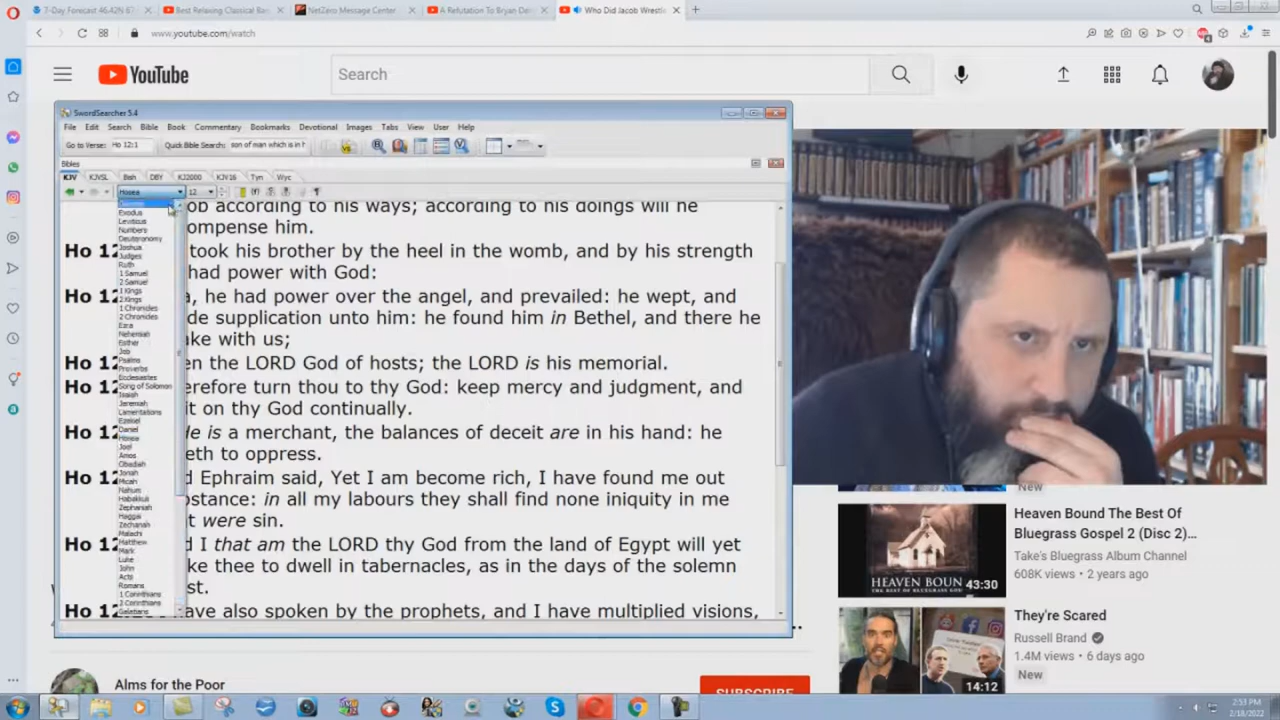 7-Day Forecast 46.42N 67
Best Relaxing Classical Ba
NetZero Message Center
A Refutation To Bryan De
Who Did Jacob Wrestle
88
www.youtube.com/watch
4
YouTube
Search
SwordSearcher 5.4
File Edit Search Bible Book Commentary Bookmarks Devotional Images Tabs View User Help
Go to Verse: Ho 12:1 Quick Bible Search: son of man which is in h
Bibles
KJV KJVSL Bish DBY KJ2000 KJV16 Tyn Wyc
Hosea 12
Genesis
Exodus
Leviticus
Numbers
Deuteronomy
Joshua
Judges
Ruth
1 Samuel
2 Samuel
1 Kings
2 Kings
1 Chronicles
2 Chronicles
Ezra
Nehemiah
Esther
Job
Psalms
Proverbs
Ecclesiastes
Song of Solomon
Isaiah
Jeremiah
Lamentations
Ezekiel
Daniel
Hosea
Joel
Amos
Obadiah
Jonah
Micah
Nahum
Habakkuk
Zephaniah
Haggai
Zechariah
Malachi
Matthew
Mark
Luke
John
Acts
Romans
1 Corinthians
2 Corinthians
Galatians
ob according to his ways; according to his doings will he
ompense him.
Ho 12 took his brother by the heel in the womb, and by his strength
had power with God:
Ho 12 a, he had power over the angel, and prevailed: he wept, and
de supplication unto him: he found him in Bethel, and there he
ake with us;
Ho 12 en the LORD God of hosts; the LORD is his memorial.
Ho 12 erefore turn thou to thy God: keep mercy and judgment, and
it on thy God continually.
Ho 12 He is a merchant, the balances of deceit are in his hand: he
eth to oppress.
Ho 12 d Ephraim said, Yet I am become rich, I have found me out
ostance: in all my labours they shall find none iniquity in me
t were sin.
Ho 12 d I that am the LORD thy God from the land of Egypt will yet
ke thee to dwell in tabernacles, as in the days of the solemn
st.
Ho 12 ave also spoken by the prophets, and I have multiplied visions,
New
HEAVEN BOUN
43:30
Heaven Bound The Best Of
Bluegrass Gospel 2 (Disc 2)...
Take's Bluegrass Album Channel
608K views • 2 years ago
14:12
They're Scared
Russell Brand
1.4M views • 6 days ago
New
Alms for the Poor
SUBSCRIBE
2:53 PM
2/18/2022